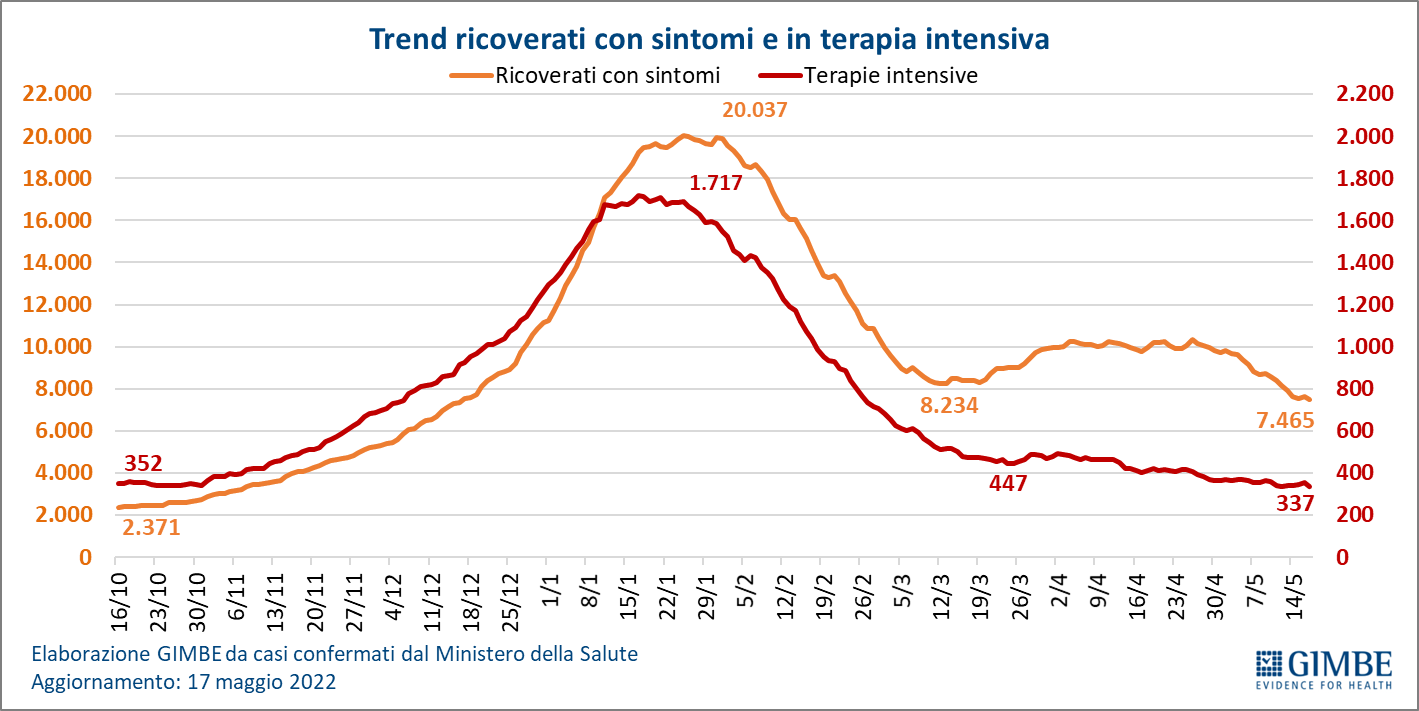 Trend ricoverati con sintomi e in terapia intensiva
Ricoverati con sintomi Terapie intensive
22.000 2.200
20.037
20.000 2.000
18.000 1.717 1.800
16.000 1.600
14.000 1.400
12.000 1.200
10.000 1.000
8.000 800
8.234
7.465
6.000 600
352
4.000 447 400
337
2.371
2.000 200
0 0
16/10 23/10 30/10 6/11 13/11 20/11 27/11 4/12 11/12 18/12 25/12 1/1 8/1 15/1 22/1 29/1 5/2 12/2 19/2 26/2 5/3 12/3 19/3 26/3 2/4 9/4 16/4 23/4 30/4 7/5 14/5
Elaborazione GIMBE da casi confermati dal Ministero della Salute
Aggiornamento: 17 maggio 2022
GIMBE
EVIDENCE FOR HEALTH